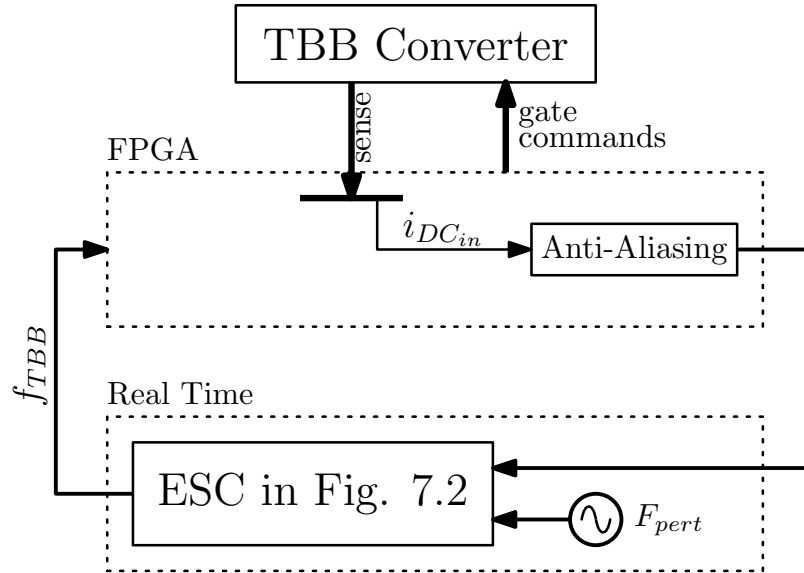 TBB Converter
sense
gate
commands
FPGA
i_{DC_{in}}
Anti-Aliasing
f_{TBB}
Real Time
ESC in Fig. 7.2
F_{pert}